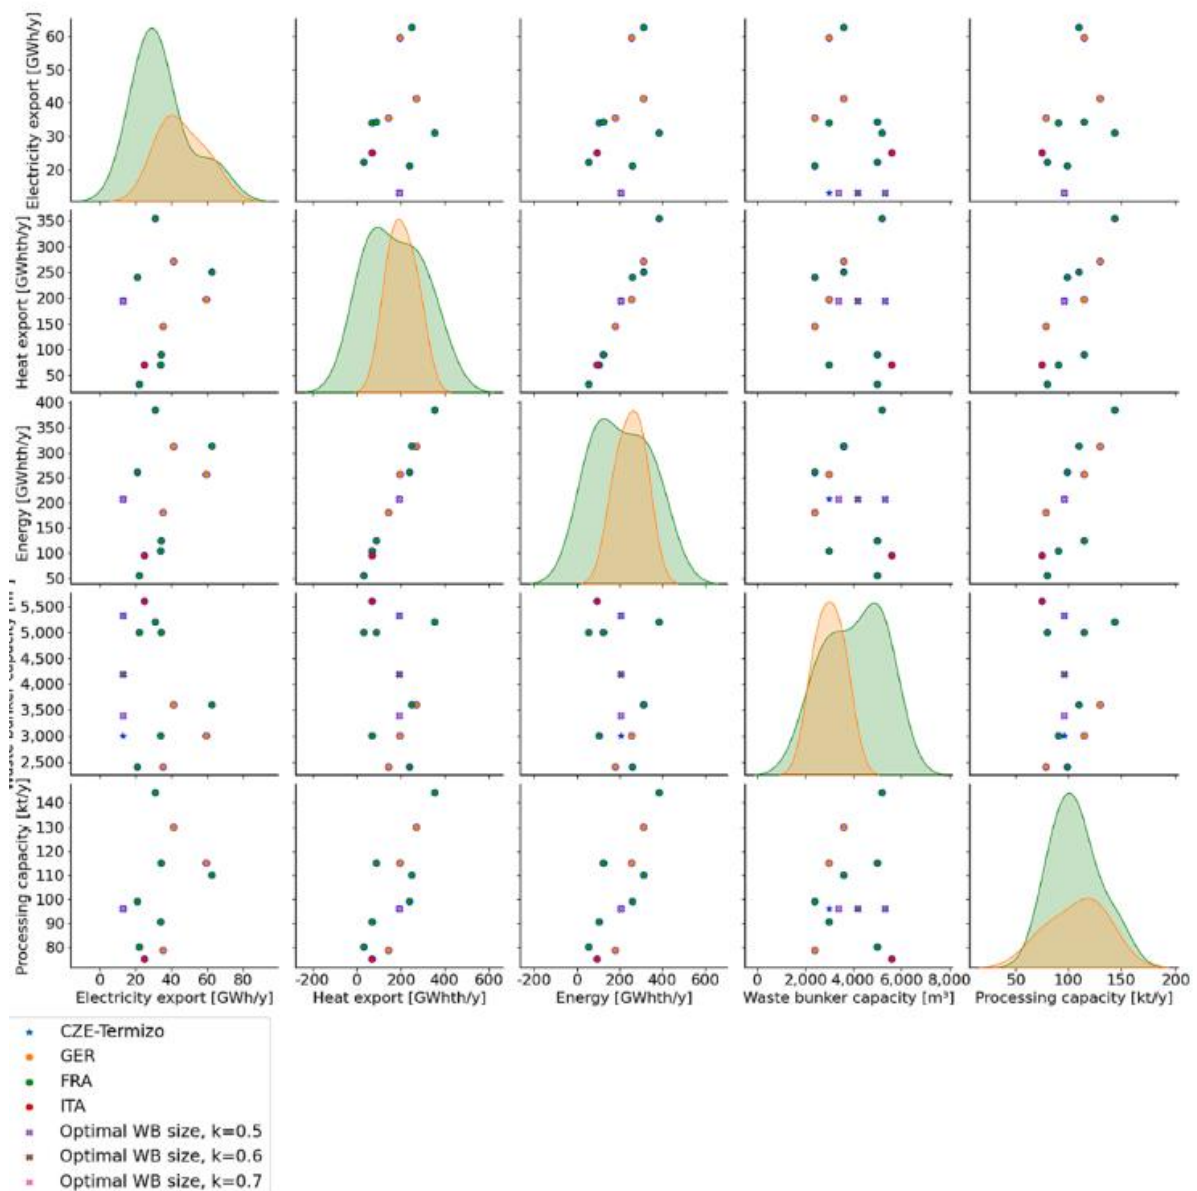 Electricity export [GWh/y]
60
50
40
30
20
Heat export [GWhth/y]
350
300
250
200
150
100
50
Energy [GWhth/y]
400
350
300
250
200
150
100
50
5,500
5,000
4,500
4,000
3,500
3,000
2,500
Processing capacity [kt/y]
140
130
120
110
100
90
80
0 20 40 60 80
-200 0 200 400 600
-200 0 200 400 600
0 2,000 4,000 6,000 8,000
50 100 150 200
Electricity export [GWh/y]
Heat export [GWhth/y]
Energy [GWhth/y]
Waste bunker capacity [m³]
Processing capacity [kt/y]
CZE-Termizo
GER
FRA
ITA
Optimal WB size, k=0.5
Optimal WB size, k=0.6
Optimal WB size, k=0.7